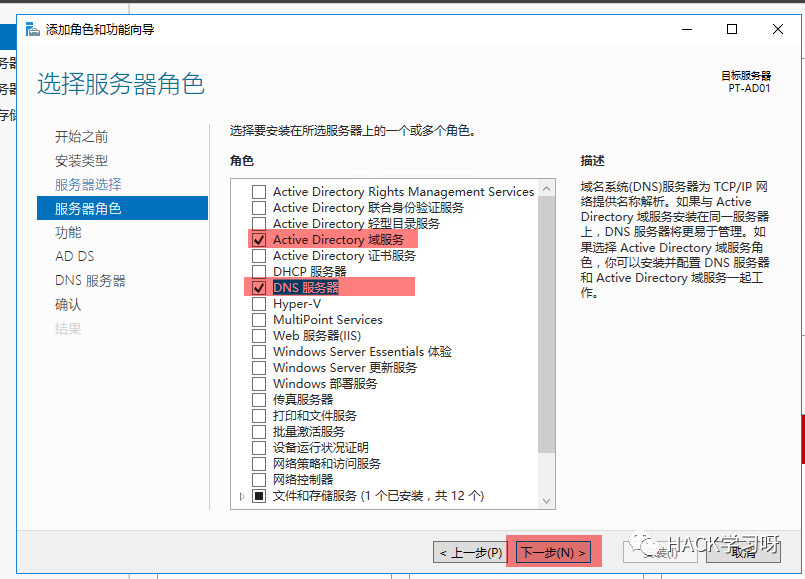 添加角色和功能向导
选择服务器角色
目标服务器
PT-AD01
开始之前
安装类型
服务器选择
服务器角色
功能
AD DS
DNS 服务器
确认
结果
选择要安装在所选服务器上的一个或多个角色。
角色
Active Directory Rights Management Services
Active Directory 联合身份验证服务
Active Directory 轻型目录服务
Active Directory 域服务
Active Directory 证书服务
DHCP 服务器
DNS 服务器
Hyper-V
MultiPoint Services
Web 服务器(IIS)
Windows Server Essentials 体验
Windows Server 更新服务
Windows 部署服务
传真服务器
打印和文件服务
批量激活服务
设备运行状况证明
网络策略和访问服务
网络控制器
文件和存储服务 (1 个已安装，共 12 个)
描述
域名系统(DNS)服务器为 TCP/IP 网
络提供名称解析。如果与 Active
Directory 域服务安装在同一服务器
上，DNS 服务器将更易于管理。如
果选择 Active Directory 域服务角
色，你可以安装并配置 DNS 服务器
和 Active Directory 域服务一起工
作。
< 上一步(P)
下一步(N) >
安装(I)
取消
HACK学习呀